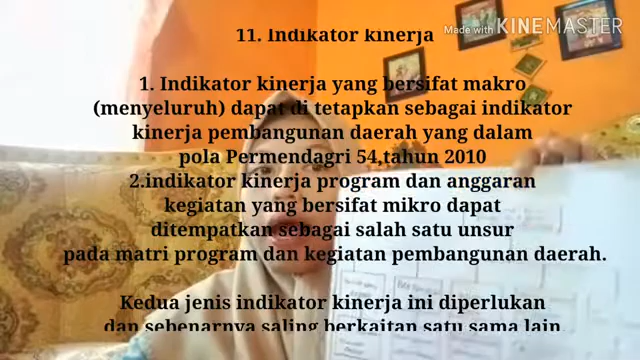 Made with KINEMASTER
11. Indikator kinerja
1. Indikator kinerja yang bersifat makro
(menyeluruh) dapat di tetapkan sebagai indikator
kinerja pembangunan daerah yang dalam
pola Permendagri 54,tahun 2010
2.indikator kinerja program dan anggaran
kegiatan yang bersifat mikro dapat
ditempatkan sebagai salah satu unsur
pada matri program dan kegiatan pembangunan daerah.
Kedua jenis indikator kinerja ini diperlukan
dan sebenarnya saling berkaitan satu sama lain